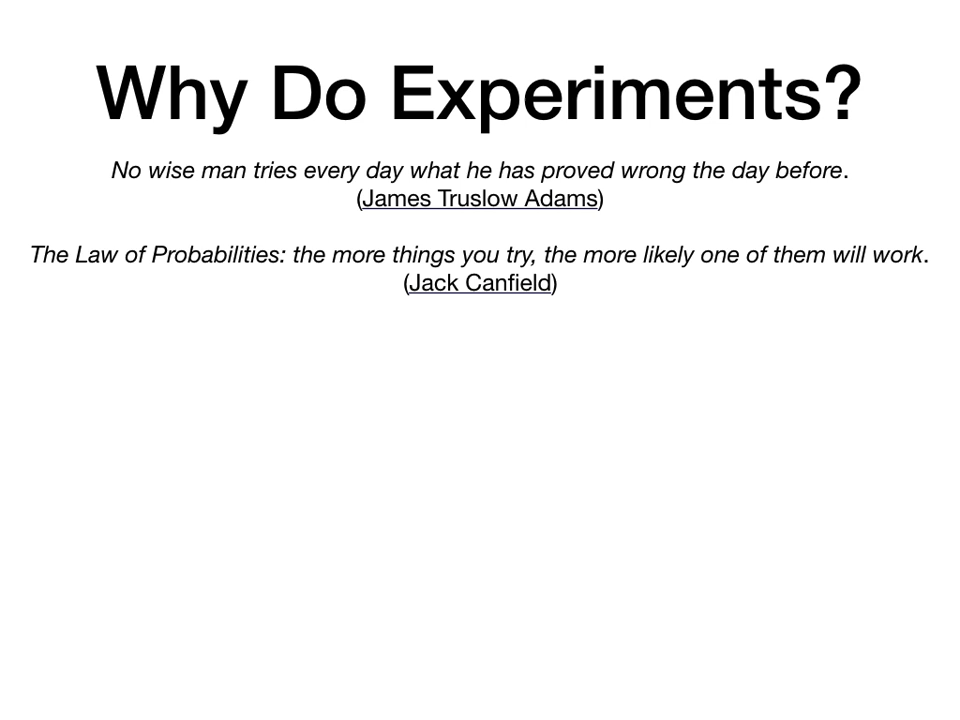 Why Do Experiments?
No wise man tries every day what he has proved wrong the day before.
(James Truslow Adams)
The Law of Probabilities: the more things you try, the more likely one of them will work.
(Jack Canfield)